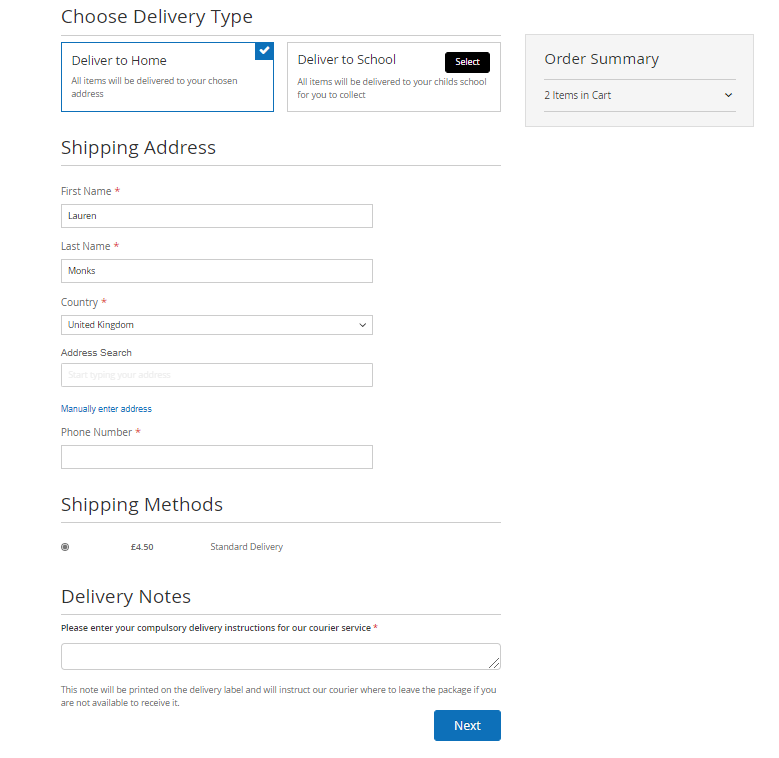 Choose Delivery Type
Deliver to Home
All items will be delivered to your chosen
address
Deliver to School
Select
All items will be delivered to your childs school
for you to collect
Order Summary
2 Items in Cart
Shipping Address
First Name *
Lauren
Last Name *
Monks
Country *
United Kingdom
Address Search
Start typing your address
Manually enter address
Phone Number *
Shipping Methods
£4.50 Standard Delivery
Delivery Notes
Please enter your compulsory delivery instructions for our courier service *
This note will be printed on the delivery label and will instruct our courier where to leave the package if you
are not available to receive it.
Next